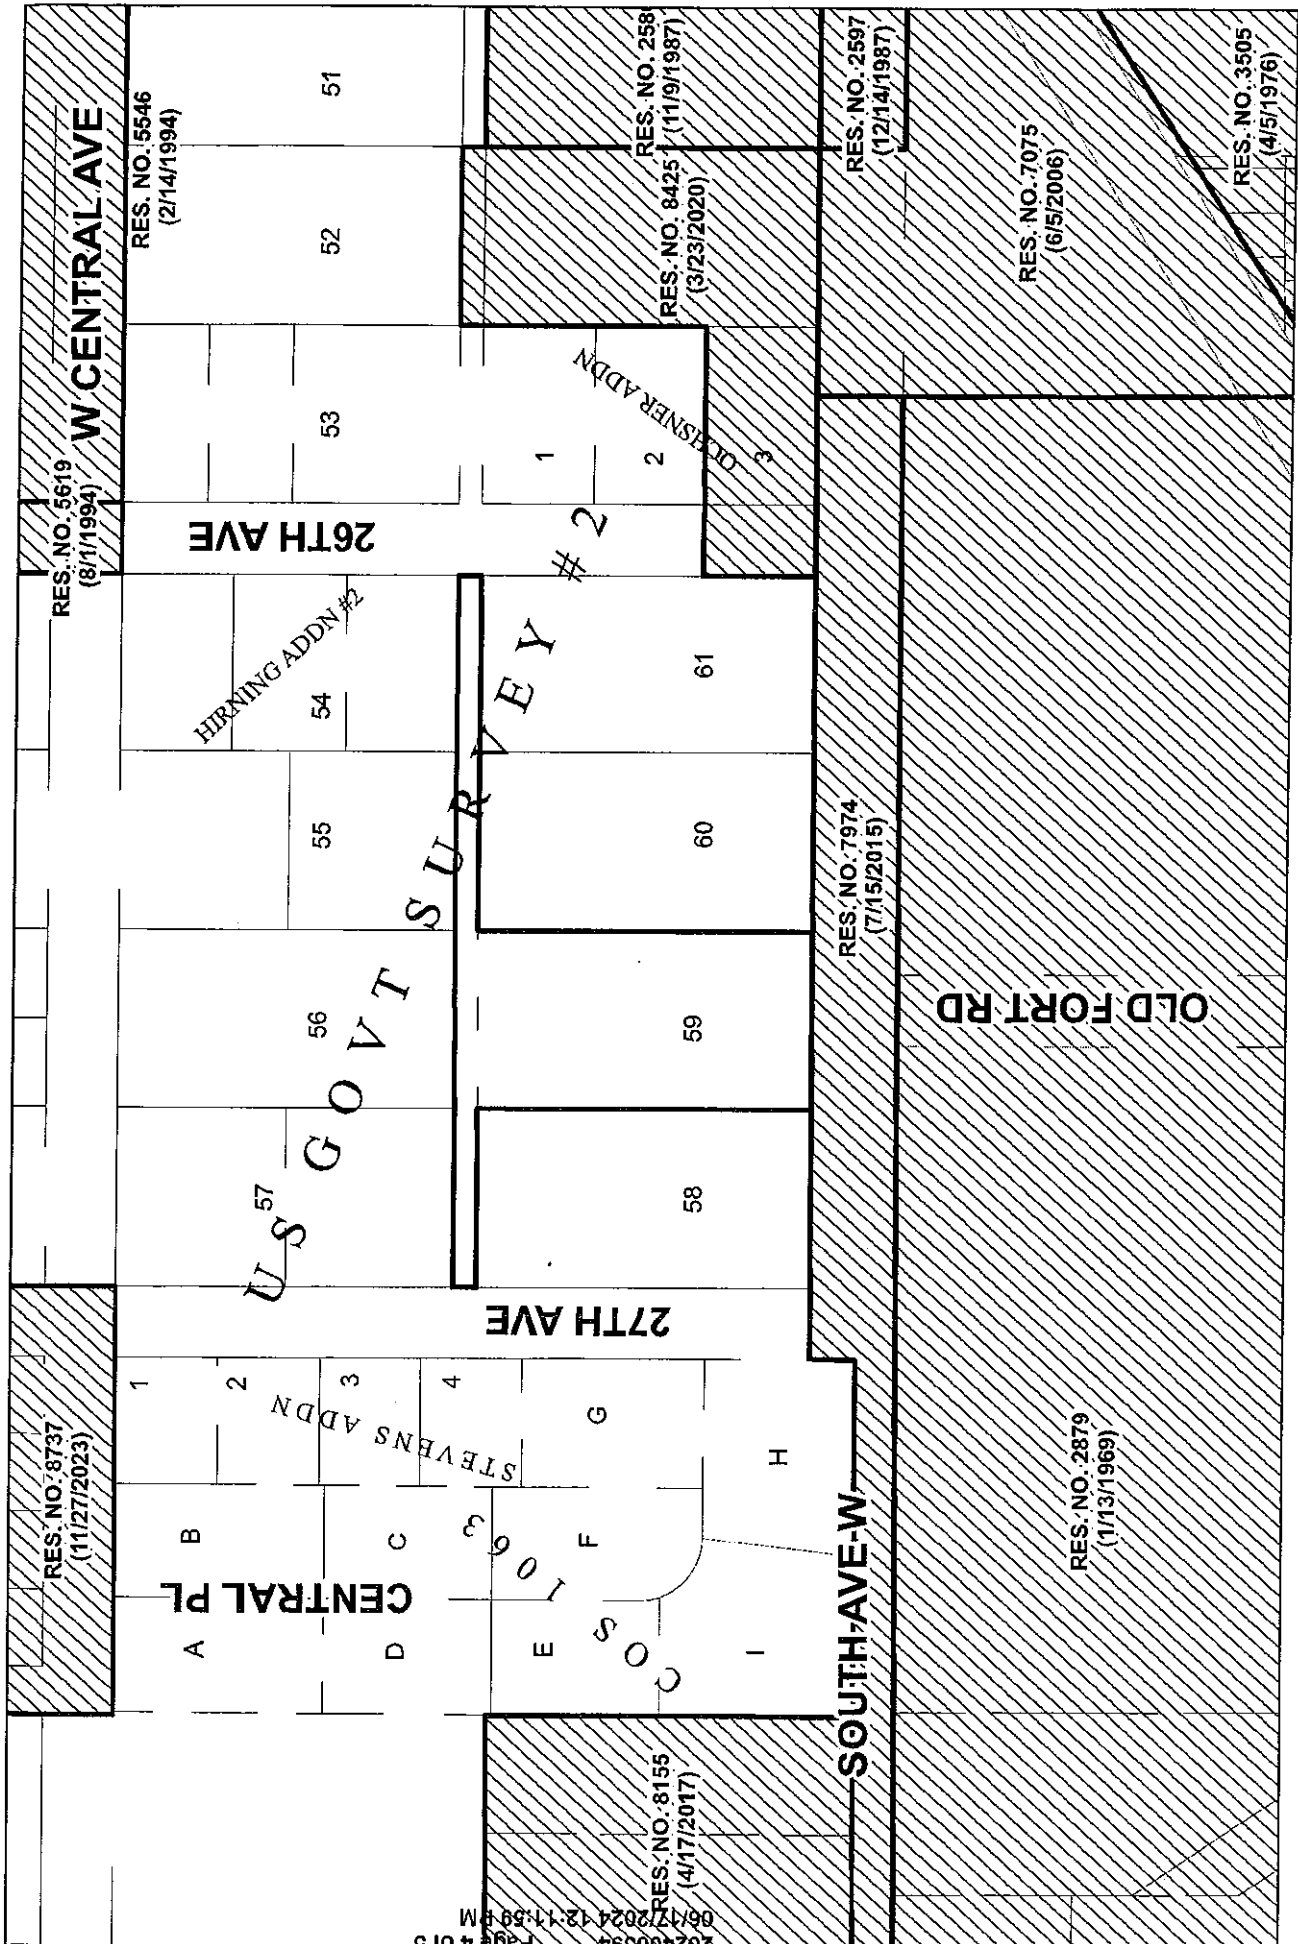 RES. NO. 8737
(11/27/2023)
RES. NO. 5619
(8/1/1994)
W CENTRAL AVE
RES. NO. 5546
(2/14/1994)
A
B
1
2
3
4
C
D
E
F
G
H
I
CENTRAL PL
STEVENS ADDN
COS 1063
27TH AVE
57
56
55
54
HIRNING ADDN #2
26TH AVE
53
52
51
US GOVT SURVEY #2
58
59
60
61
1
2
3
OCHSNER ADDN
RES. NO. 8425
(3/23/2020)
(11/9/1987)
RES. NO. 8155
(4/17/2017)
SOUTH AVE W
RES. NO. 7974
(7/15/2015)
RES. NO. 2597
(12/14/1987)
RES. NO. 7075
(6/5/2006)
RES. NO. 3505
(4/5/1976)
RES. NO. 2879
(1/13/1969)
OLD FORT RD
Page 4 of 5
06/17/2024 12:11:59 PM